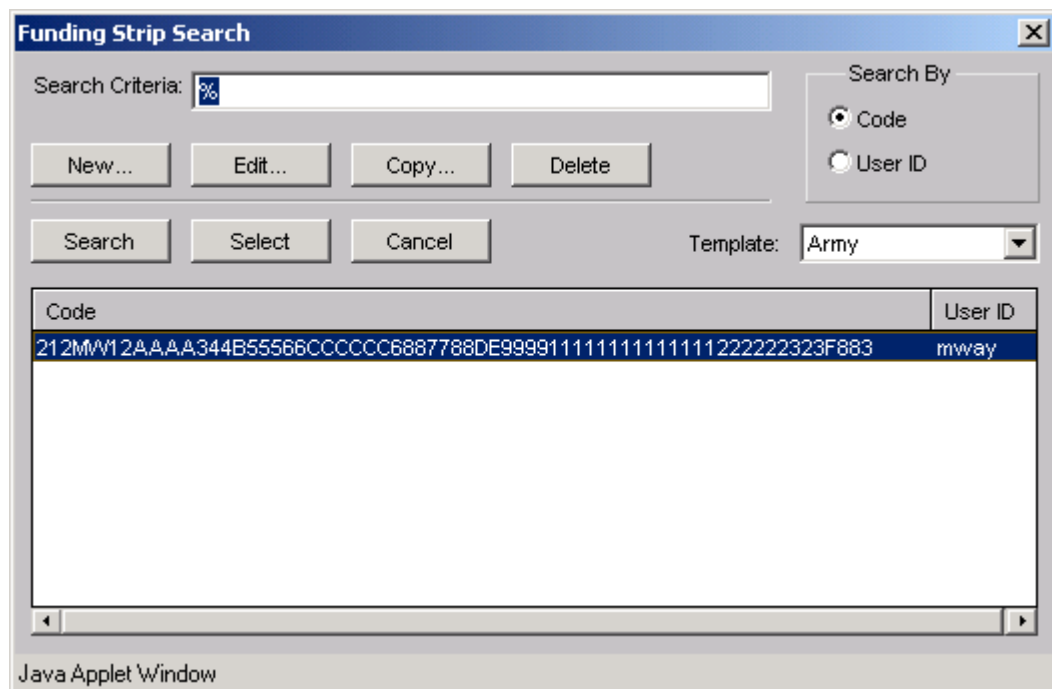 Funding Strip Search
Search Criteria: %
Search By
Code
User ID
New... Edit... Copy... Delete
Search Select Cancel Template: Army
Code User ID
212MW12AAAA344B55566CCCCCC6887788DE99991111111111111111222222323F883 mway
Java Applet Window